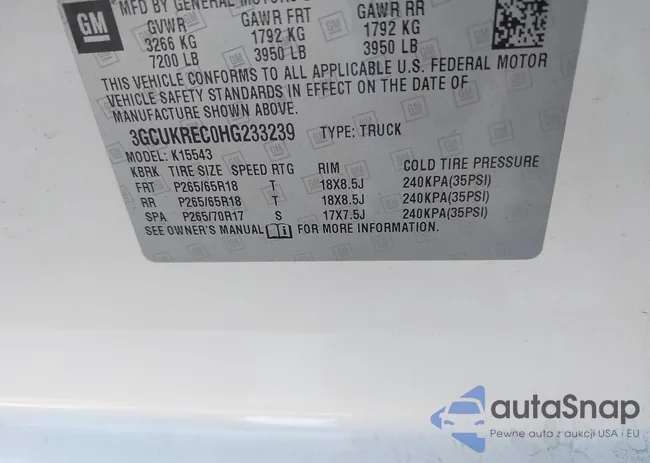 MFD BY GENERAL MOTORS
GM
GVWR GAWR FRT GAWR RR
3266 KG 1792 KG 1792 KG
7200 LB 3950 LB 3950 LB
THIS VEHICLE CONFORMS TO ALL APPLICABLE U.S. FEDERAL MOTOR
VEHICLE SAFETY STANDARDS IN EFFECT ON THE DATE OF
MANUFACTURE SHOWN ABOVE.
3GCUKREC0HG233239 TYPE: TRUCK
MODEL: K15543
KBRK TIRE SIZE SPEED RTG RIM COLD TIRE PRESSURE
FRT P265/65R18 T 18X8.5J 240KPA(35PSI)
RR P265/65R18 T 18X8.5J 240KPA(35PSI)
SPA P265/70R17 S 17X7.5J 240KPA(35PSI)
SEE OWNER'S MANUAL FOR MORE INFORMATION.
autaSnap
Pewne auta z aukcji USA i EU